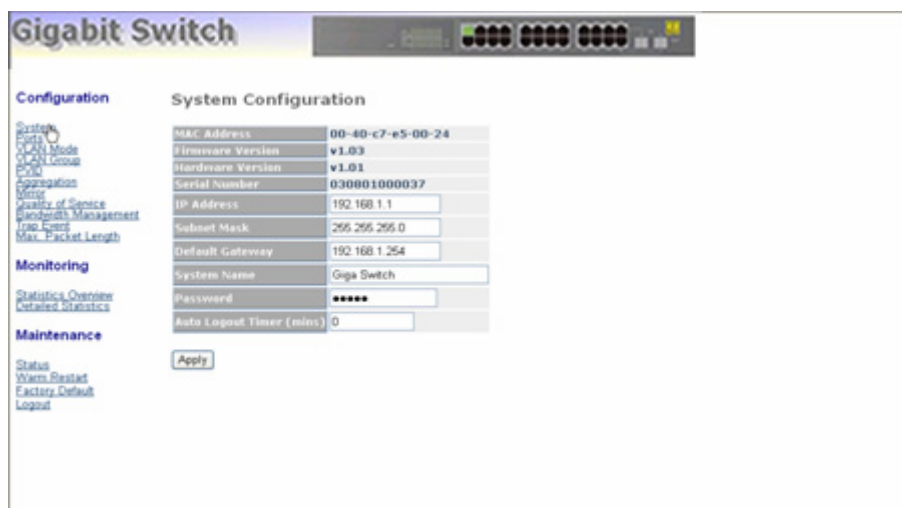 Gigabit Switch
Configuration
System
Ports
VLAN Mode
VLAN Group
PVID
Aggregation
Mirror
Quality of Service
Bandwidth Management
Trap Event
Max. Packet Length
Monitoring
Statistics Overview
Detailed Statistics
Maintenance
Status
Warm Restart
Factory Default
Logout
System Configuration
MAC Address 00-40-c7-e5-00-24
Firmware Version v1.03
Hardware Version v1.01
Serial Number 030801000037
IP Address 192.168.1.1
Subnet Mask 255.255.255.0
Default Gateway 192.168.1.254
System Name Giga Switch
Password •••••
Auto Logout Timer (mins) 0
Apply